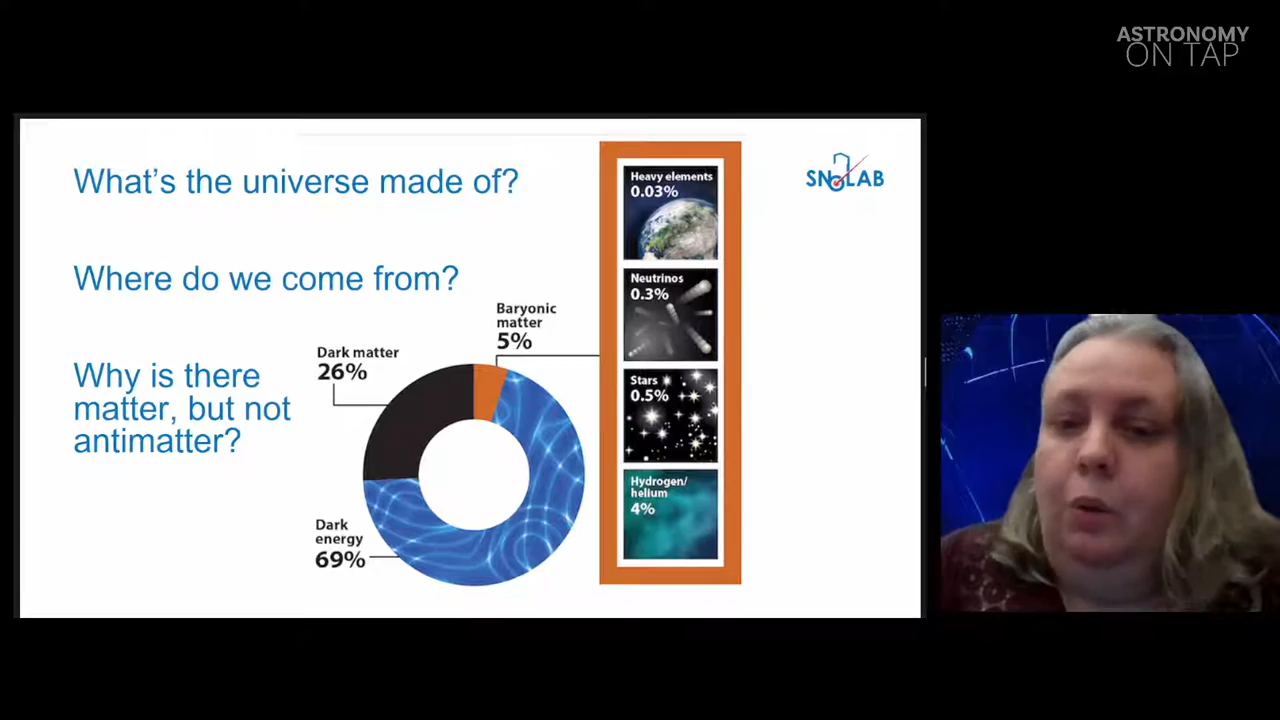 ASTRONOMY
ON TAP
What's the universe made of?
SNOLAB
Where do we come from?
Why is there
matter, but not
antimatter?
Dark matter
26%
Baryonic
matter
5%
Dark
energy
69%
Heavy elements
0.03%
Neutrinos
0.3%
Stars
0.5%
Hydrogen/
helium
4%